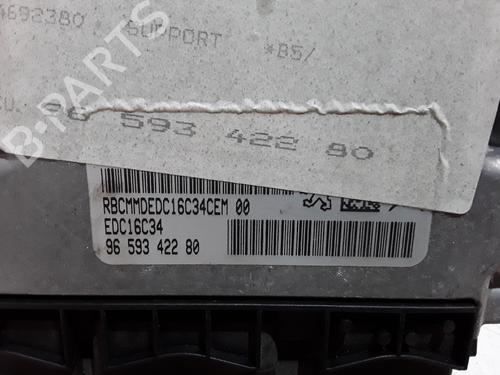 4692380 SUPPORT *B5/
96 593 422 80
RBCMMDEDC16C34CEM 00
EDC16C34
96 593 422 80
B-PARTS